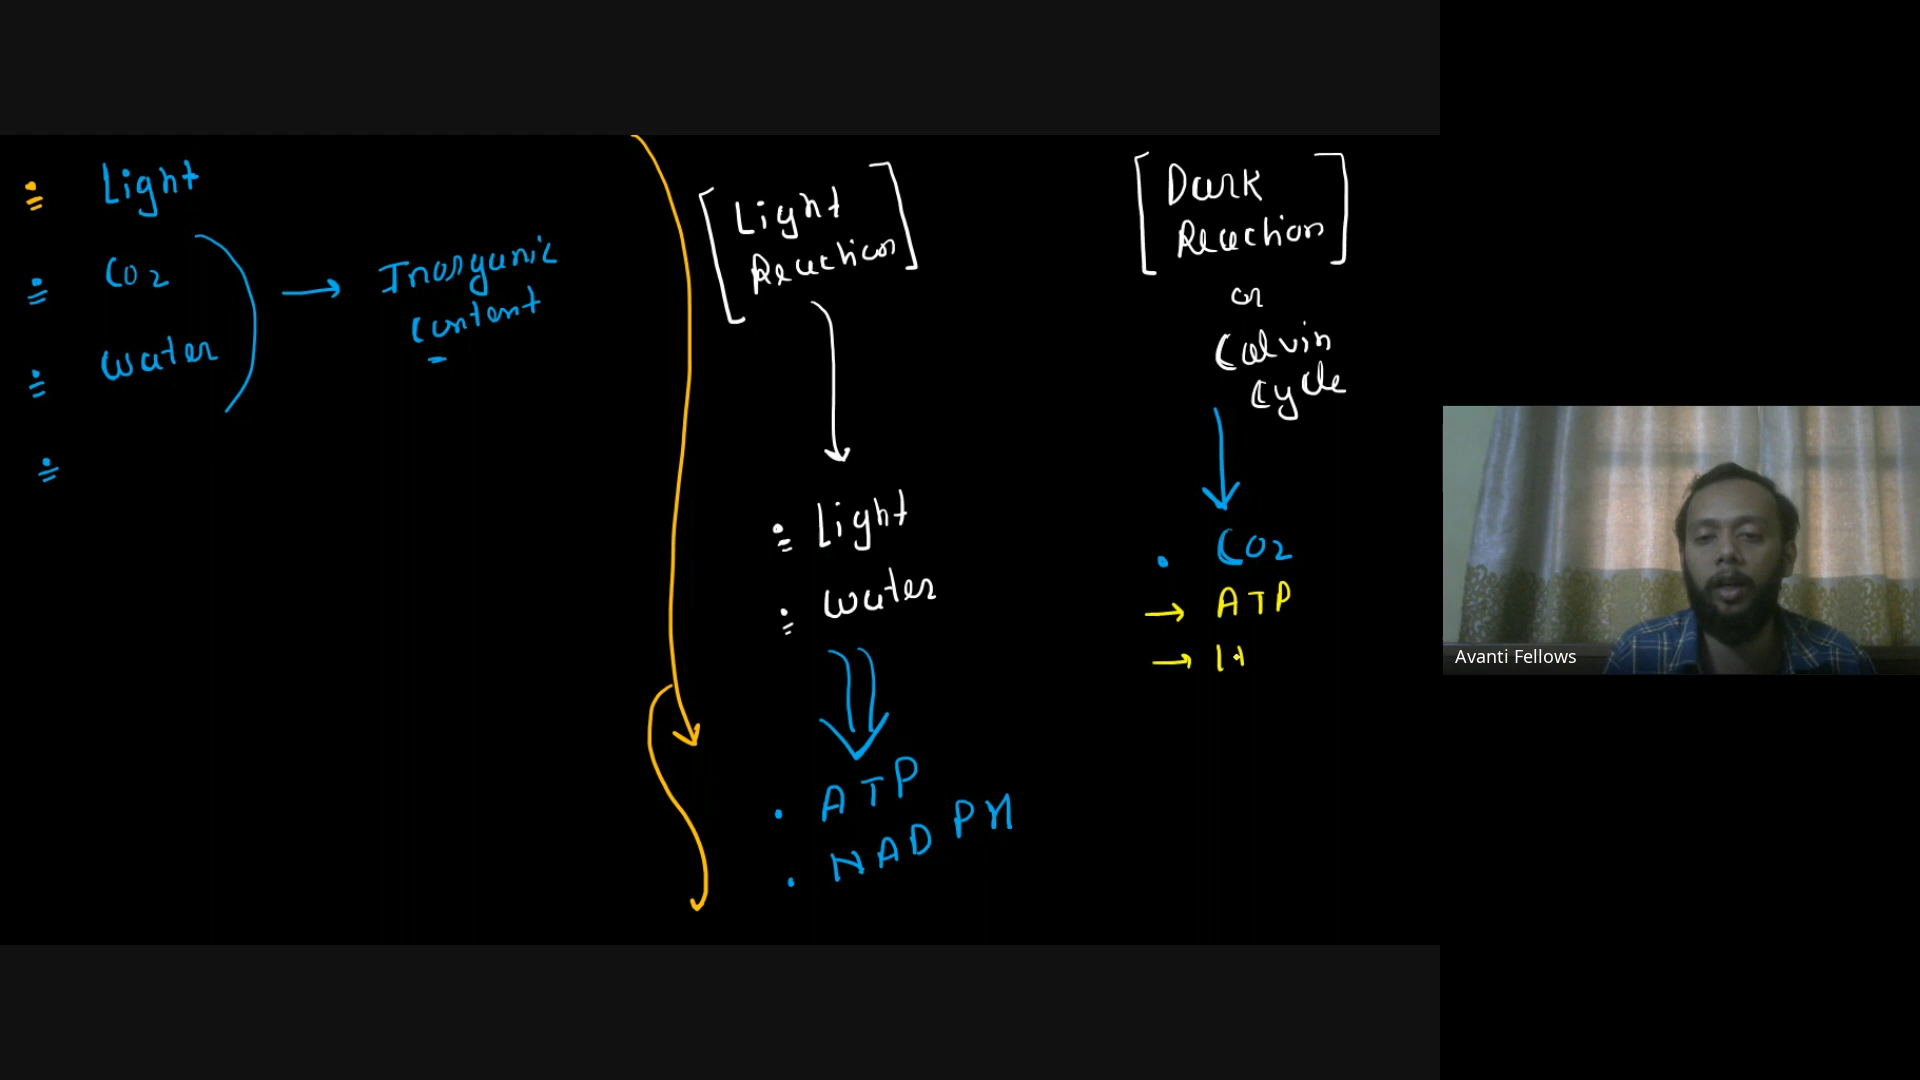 Light
CO2
water
Inorganic
content
Light
Reaction
Light
water
ATP
NADPH
Dark
Reaction
or
Calvin
cycle
CO2
ATP
Avanti Fellows